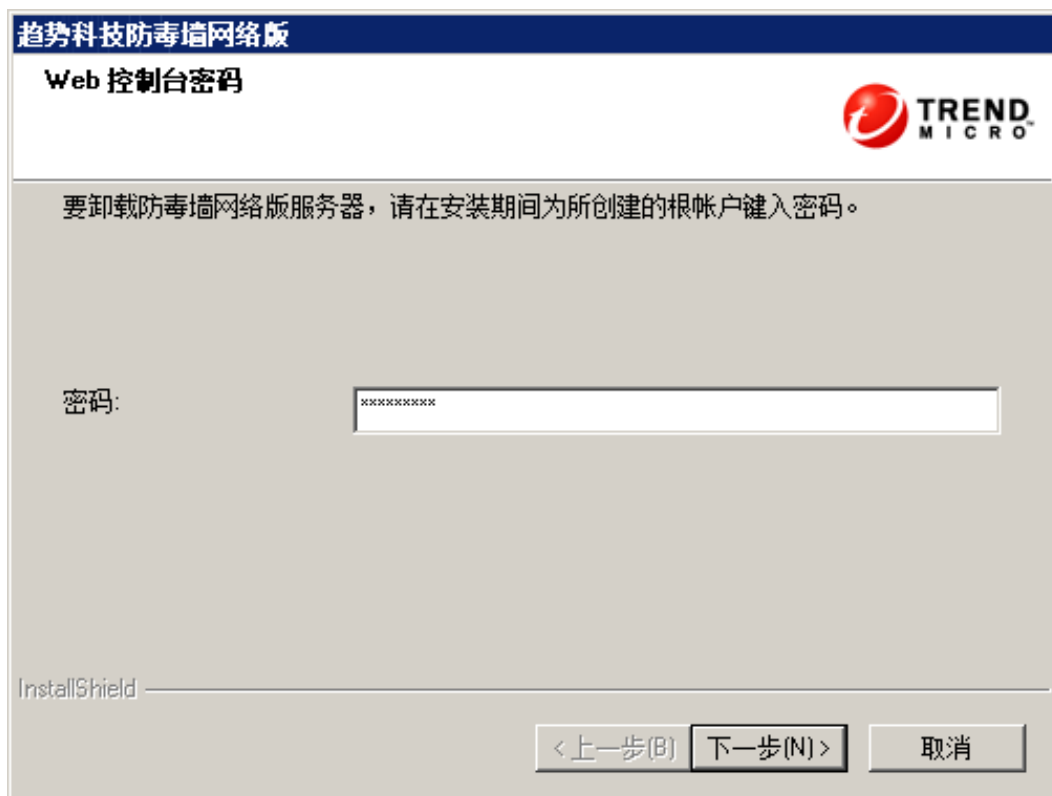 趋势科技防毒墙网络版
Web 控制台密码
TREND
MICRO
要卸载防毒墙网络版服务器，请在安装期间为所创建的根帐户键入密码。
密码:
×××××××××
InstallShield
<上一步(B) 下一步(N)> 取消